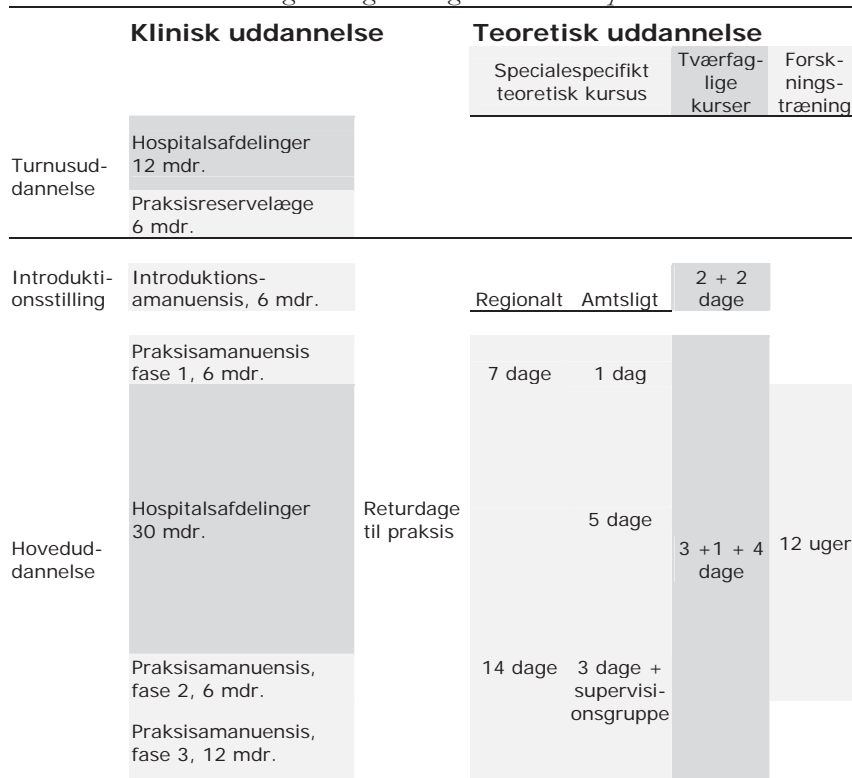 Klinisk uddannelse
Teoretisk uddannelse
Specialespecifikt
teoretisk kursus
Tværfag-
lige
kurser
Forsk-
nings-
træning
Turnusud-
dannelse
Hospitalsafdelinger
12 mdr.
Praksisreservelæge
6 mdr.
Introdukti-
onsstilling
Introduktions-
amanuensis, 6 mdr.
Regionalt
Amtsligt
2 + 2
dage
Hovedud-
dannelse
Praksisamanuensis
fase 1, 6 mdr.
7 dage
1 dag
Hospitalsafdelinger
30 mdr.
Returdage
til praksis
5 dage
3 +1 + 4
dage
12 uger
Praksisamanuensis,
fase 2, 6 mdr.
14 dage
3 dage +
supervisi-
onsgruppe
Praksisamanuensis,
fase 3, 12 mdr.